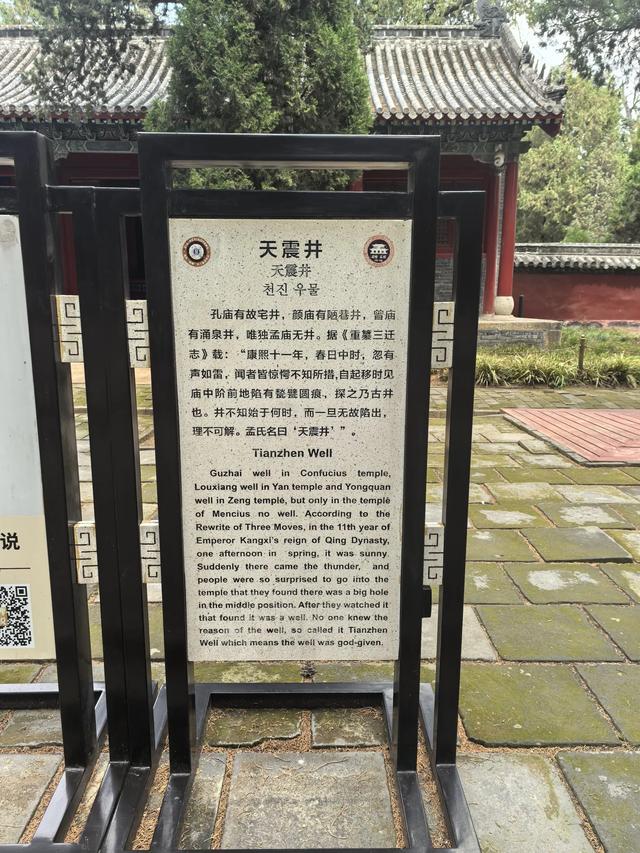 天震井
天震井
천진 우물
孔庙有故宅井，颜庙有陋巷井，曾庙
有涌泉井，唯独孟庙无井。据《重纂三迁
志》载：“康熙十一年，春日中时，忽有
声如雷，闻者皆惊愕不知所措,自起移时见
庙中阶前地陷有甃甓圆痕，探之乃古井
也。井不知始于何时，而一旦无故陷出，
理不可解。孟氏名曰‘天震井’”。
Tianzhen Well
Guzhai well in Confucius temple,
Louxiang well in Yan temple and Yongquan
well in Zeng temple, but only in the temple
of Mencius no well. According to the
Rewrite of Three Moves, in the 11th year of
Emperor Kangxi's reign of Qing Dynasty,
one afternoon in spring, it was sunny.
Suddenly there came the thunder, and
people were so surprised to go into the
temple that they found there was a big hole
in the middle position. After they watched it
that found it was a well. No one knew the
reason of the well, so called it Tianzhen
Well which means the well was god-given.
说